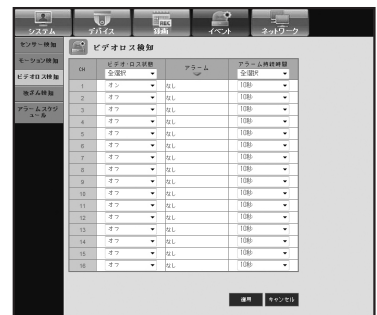 システム デバイス 録画 イベント ネットワーク
REC
センサー検知
モーション検知
ビデオロス検知
改ざん検知
アラームスケジュール
ビデオロス検知
CH ビデオロス状態 アラーム アラーム持続時間
全選択 全選択
1 オン なし 10秒
2 オフ なし 10秒
3 オフ なし 10秒
4 オフ なし 10秒
5 オフ なし 10秒
6 オフ なし 10秒
7 オフ なし 10秒
8 オフ なし 10秒
9 オフ なし 10秒
10 オフ なし 10秒
11 オフ なし 10秒
12 オフ なし 10秒
13 オフ なし 10秒
14 オフ なし 10秒
15 オフ なし 10秒
16 オフ なし 10秒
適用 キャンセル